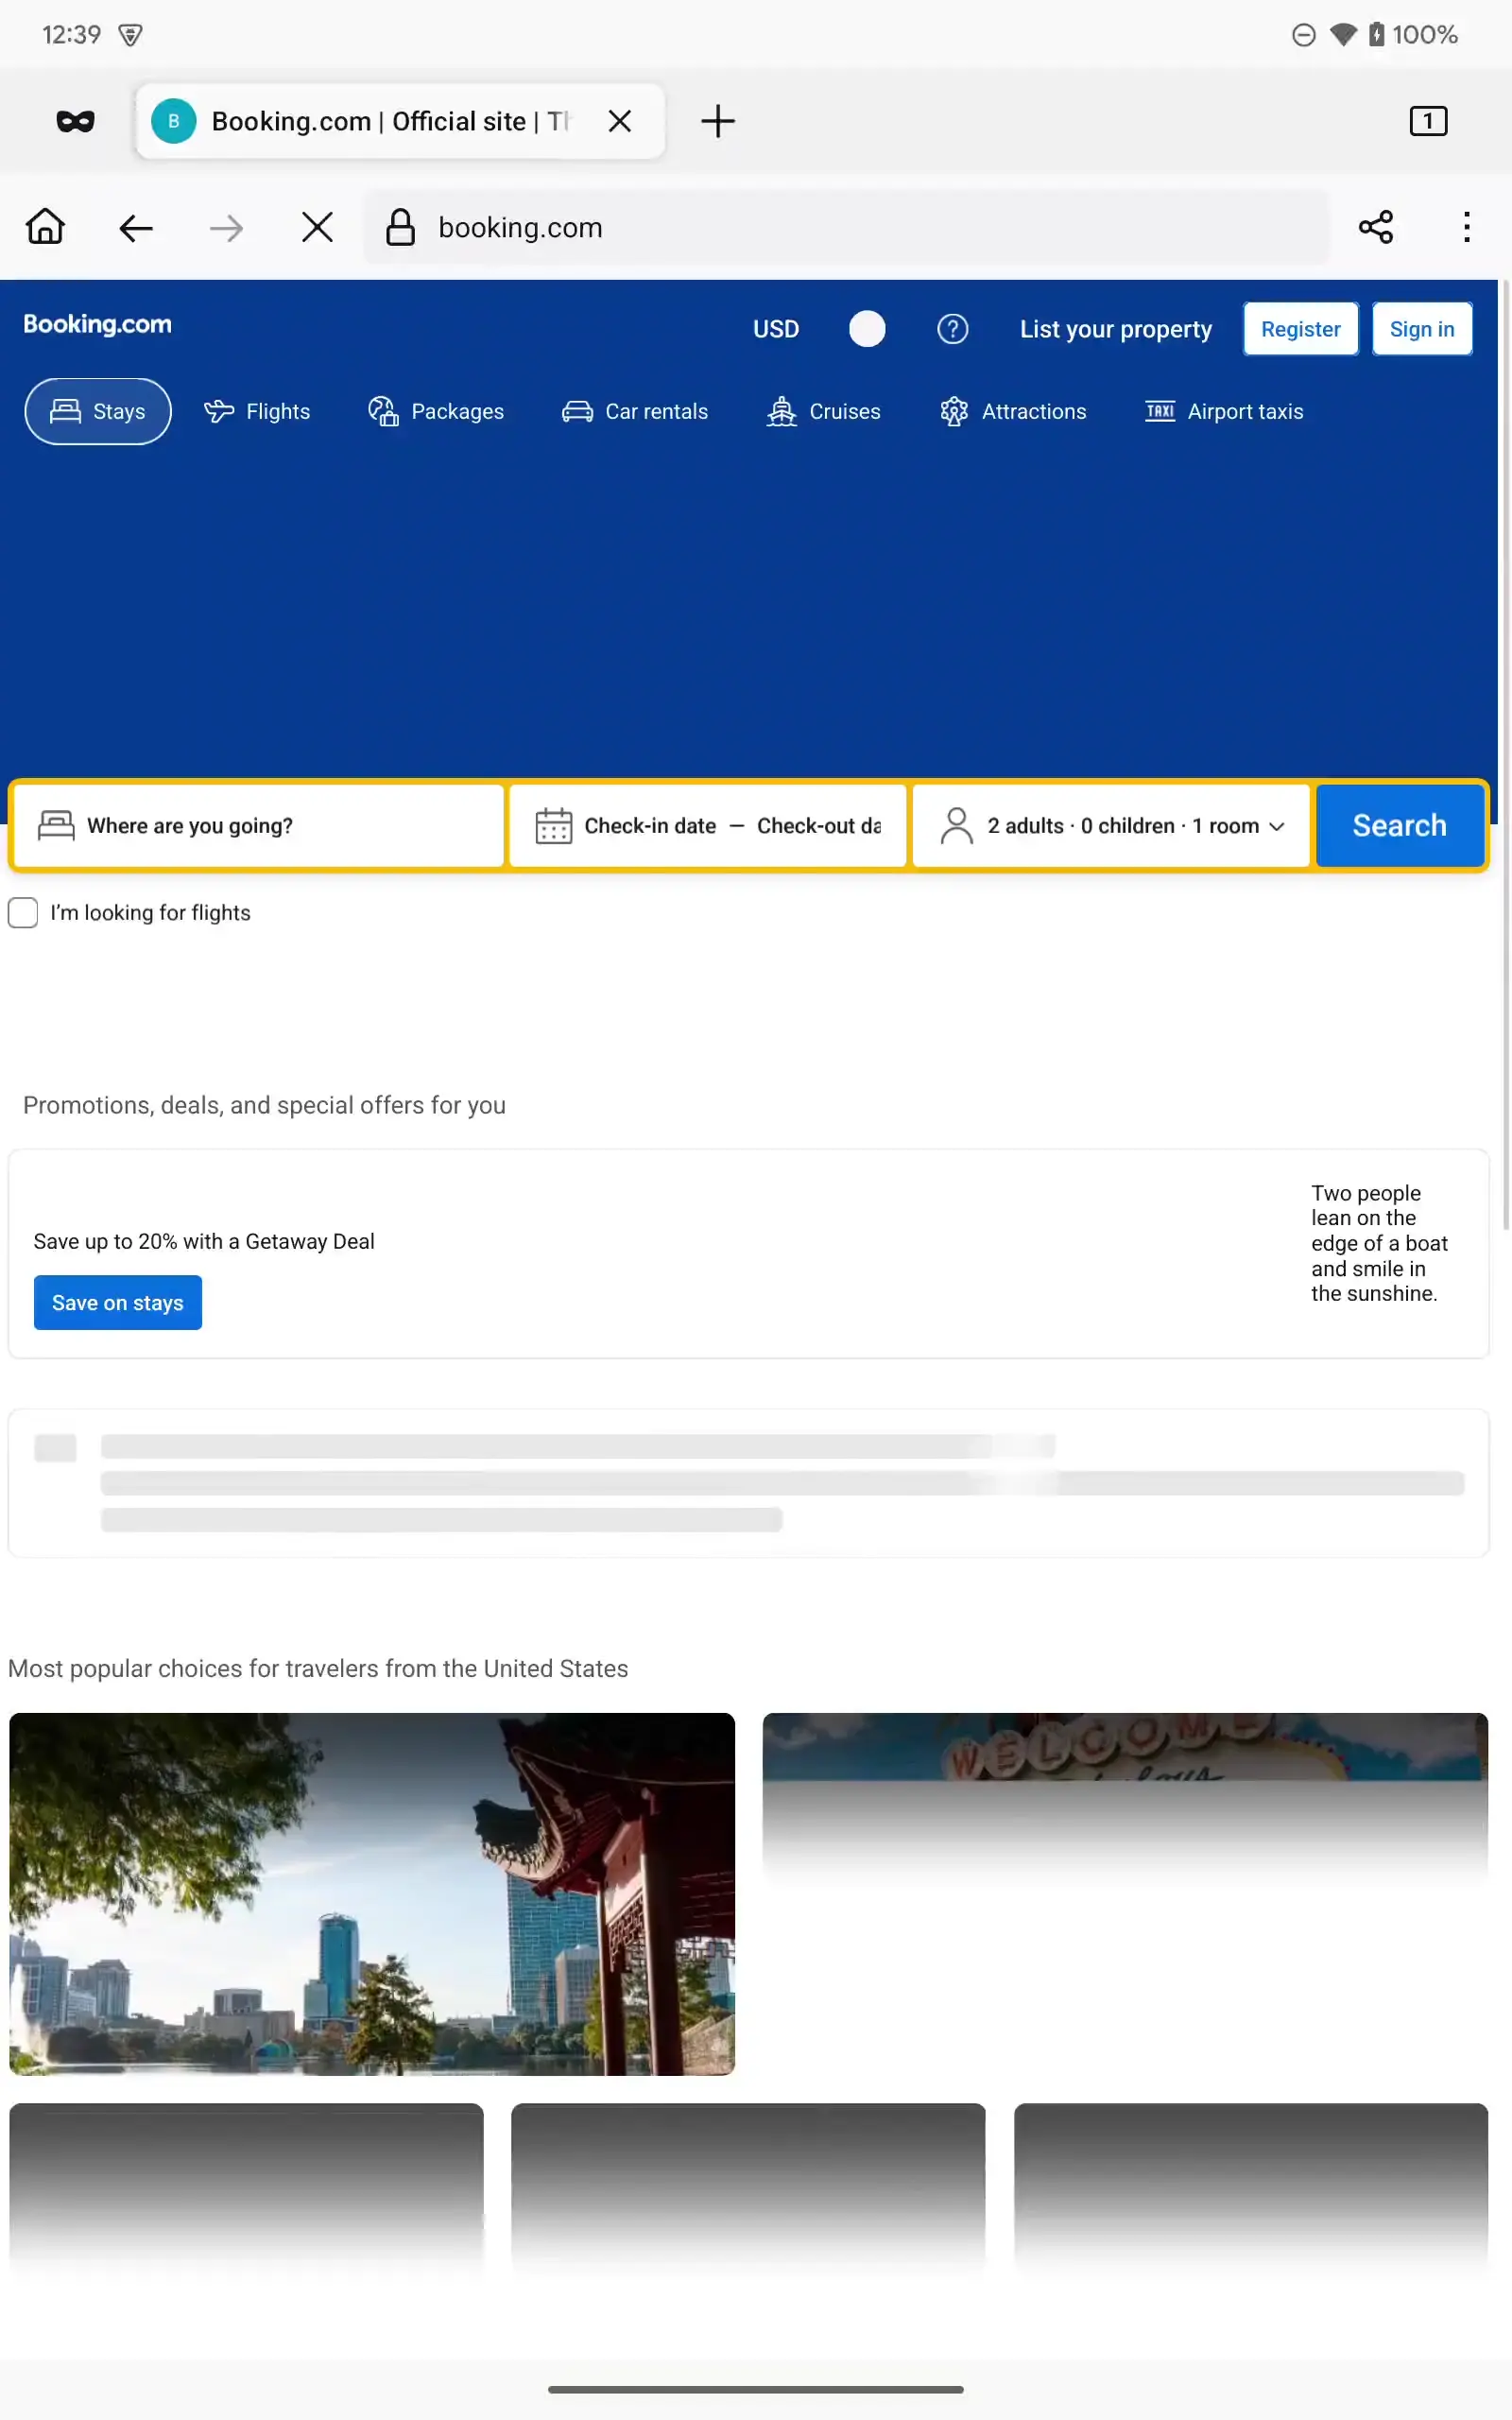 12:39
100%
B
Booking.com | Official site | Th
1
booking.com
Booking.com
USD
List your property
Register
Sign in
Stays
Flights
Packages
Car rentals
Cruises
Attractions
TAXI
Airport taxis
Where are you going?
Check-in date — Check-out da
2 adults · 0 children · 1 room
Search
I'm looking for flights
Promotions, deals, and special offers for you
Two people
lean on the
edge of a boat
and smile in
the sunshine.
Save up to 20% with a Getaway Deal
Save on stays
Most popular choices for travelers from the United States
WELCOME